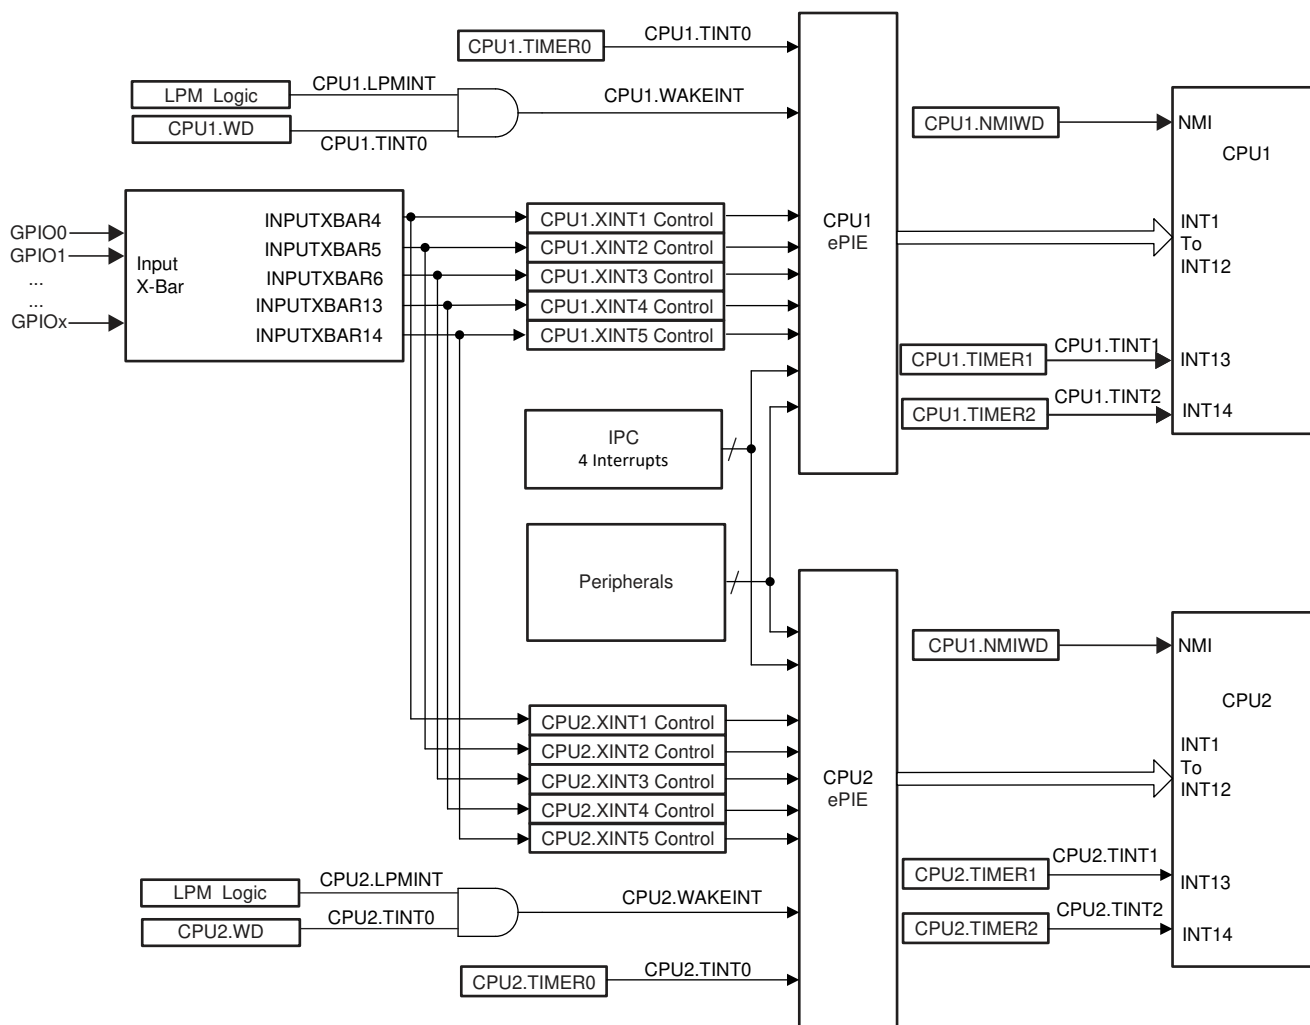 CPU1.TIMER0
CPU1.TINT0
LPM Logic
CPU1.LPMINT
CPU1.WAKEINT
CPU1.WD
CPU1.TINT0
CPU1.NMIWD
NMI
CPU1
GPIO0
GPIO1
...
...
GPIOx
Input
X-Bar
INPUTXBAR4
INPUTXBAR5
INPUTXBAR6
INPUTXBAR13
INPUTXBAR14
CPU1.XINT1 Control
CPU1.XINT2 Control
CPU1.XINT3 Control
CPU1.XINT4 Control
CPU1.XINT5 Control
CPU1
ePIE
INT1
To
INT12
CPU1.TIMER1
CPU1.TINT1
INT13
CPU1.TIMER2
CPU1.TINT2
INT14
IPC
4 Interrupts
Peripherals
CPU1.NMIWD
NMI
CPU2
CPU2.XINT1 Control
CPU2.XINT2 Control
CPU2.XINT3 Control
CPU2.XINT4 Control
CPU2.XINT5 Control
CPU2
ePIE
INT1
To
INT12
CPU2.TIMER1
CPU2.TINT1
INT13
CPU2.TIMER2
CPU2.TINT2
INT14
LPM Logic
CPU2.LPMINT
CPU2.WAKEINT
CPU2.WD
CPU2.TINT0
CPU2.TIMER0
CPU2.TINT0